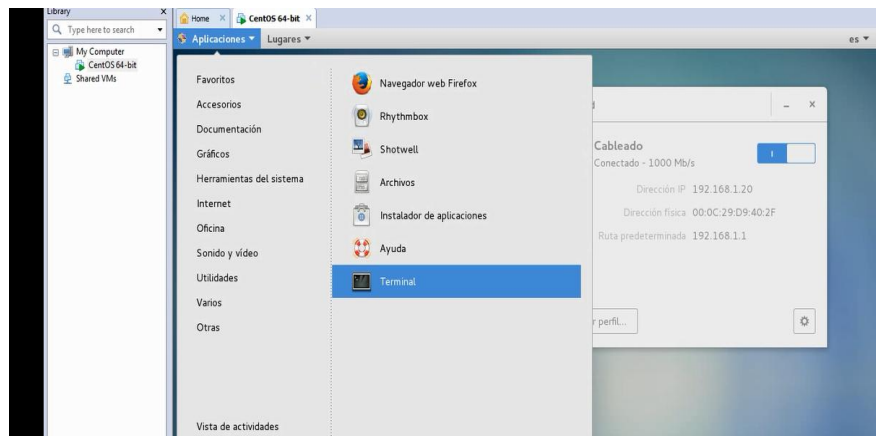 Library
Home
CentOS 64-bit
Type here to search
Aplicaciones
Lugares
es
My Computer
CentOS 64-bit
Shared VMs
Favoritos
Accesorios
Documentación
Gráficos
Herramientas del sistema
Internet
Oficina
Sonido y vídeo
Utilidades
Varios
Otras
Vista de actividades
Navegador web Firefox
Rhythmbox
Shotwell
Archivos
Instalador de aplicaciones
Ayuda
Terminal
Cableado
Conectado - 1000 Mb/s
Dirección IP 192.168.1.20
Dirección física 00:0C:29:D9:40:2F
Ruta predeterminada 192.168.1.1
r perfil...